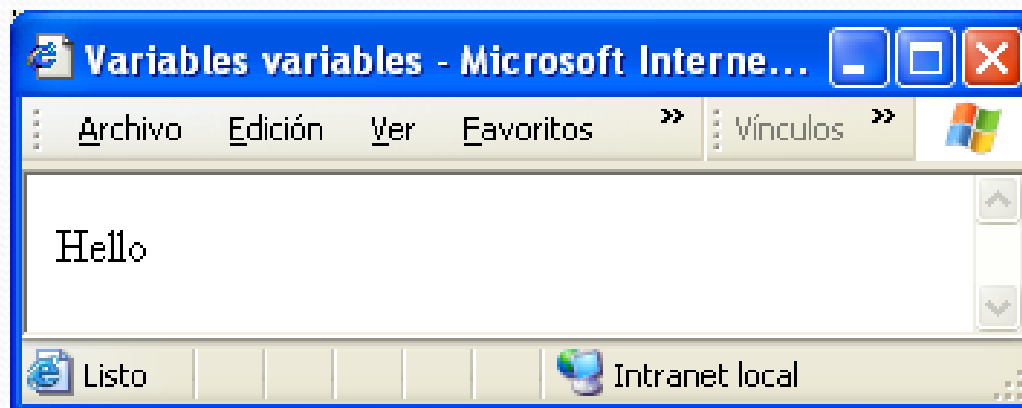 Variables variables - Microsoft Interne...
Archivo Edición Ver Favoritos » Vínculos »
Hello
Listo Intranet local